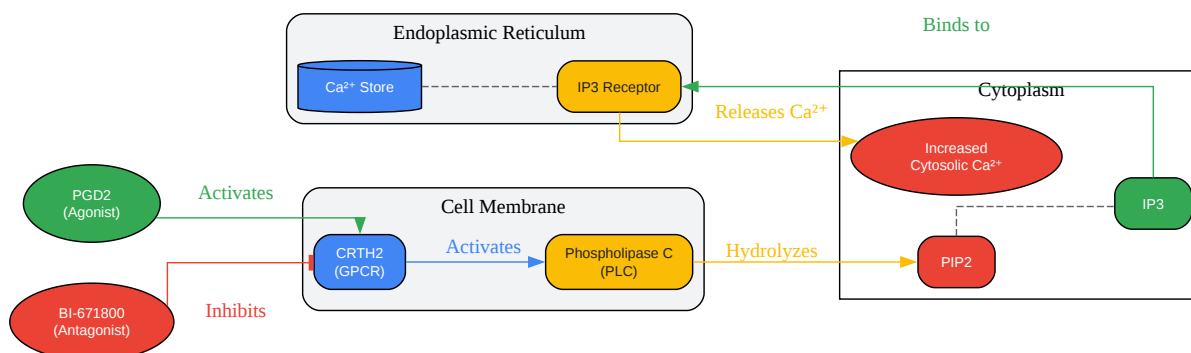 Binds to
Endoplasmic Reticulum
Ca²⁺ Store
IP3 Receptor
Cytoplasm
Releases Ca²⁺
Increased
Cytosolic Ca²⁺
PGD2
(Agonist)
Activates
Cell Membrane
IP3
CRTH2
(GPCR)
Activates
Phospholipase C
(PLC)
Hydrolyzes
PIP2
BI-671800
(Antagonist)
Inhibits